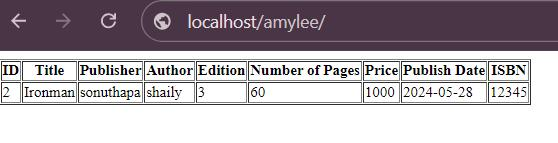 localhost/amylee/
ID Title Publisher Author Edition Number of Pages Price Publish Date ISBN
2 Ironman sonuthapa shaily 3 60 1000 2024-05-28 12345